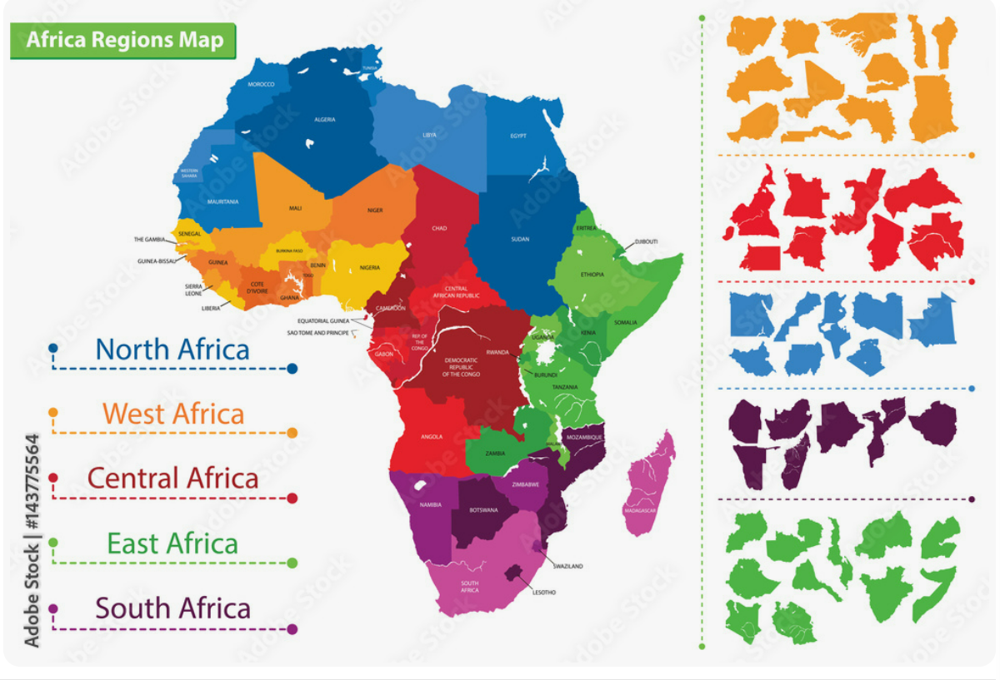 Africa Regions Map
TUNISIA
MOROCCO
ALGERIA
LIBYA
EGYPT
WESTERN
SAHARA
MAURITANIA
MALI
NIGER
CHAD
SUDAN
ERITREA
DJIBOUTI
SENEGAL
THE GAMBIA
GUINEA-BISSAU
GUINEA
BURKINA FASO
BENIN
TOGO
NIGERIA
ETHIOPIA
SIERRA
LEONE
COTE
D'IVOIRE
GHANA
LIBERIA
CENTRAL
AFRICAN REPUBLIC
CAMEROON
SOMALIA
EQUATORIAL GUINEA
SAO TOME AND PRINCIPE
UGANDA
KENIA
GABON
REP. OF
THE
CONGO
RWANDA
DEMOCRATIC
REPUBLIC
OF THE CONGO
BURUNDI
TANZANIA
ANGOLA
ZAMBIA
MALAWI
MOZAMBIQUE
ZIMBABWE
NAMIBIA
BOTSWANA
MADAGASCAR
SWAZILAND
SOUTH
AFRICA
LESOTHO
North Africa
West Africa
Central Africa
East Africa
South Africa
Adobe Stock | #143775564
Adobe Stock